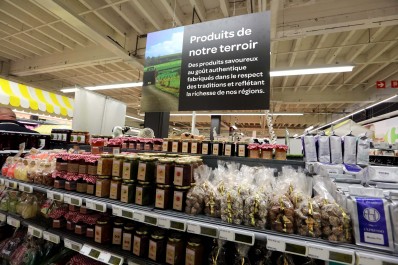 Produits de
notre terroir
Des produits savoureux
au goût authentique
fabriqués dans le respect
des traditions et reflétant
la richesse de nos régions.